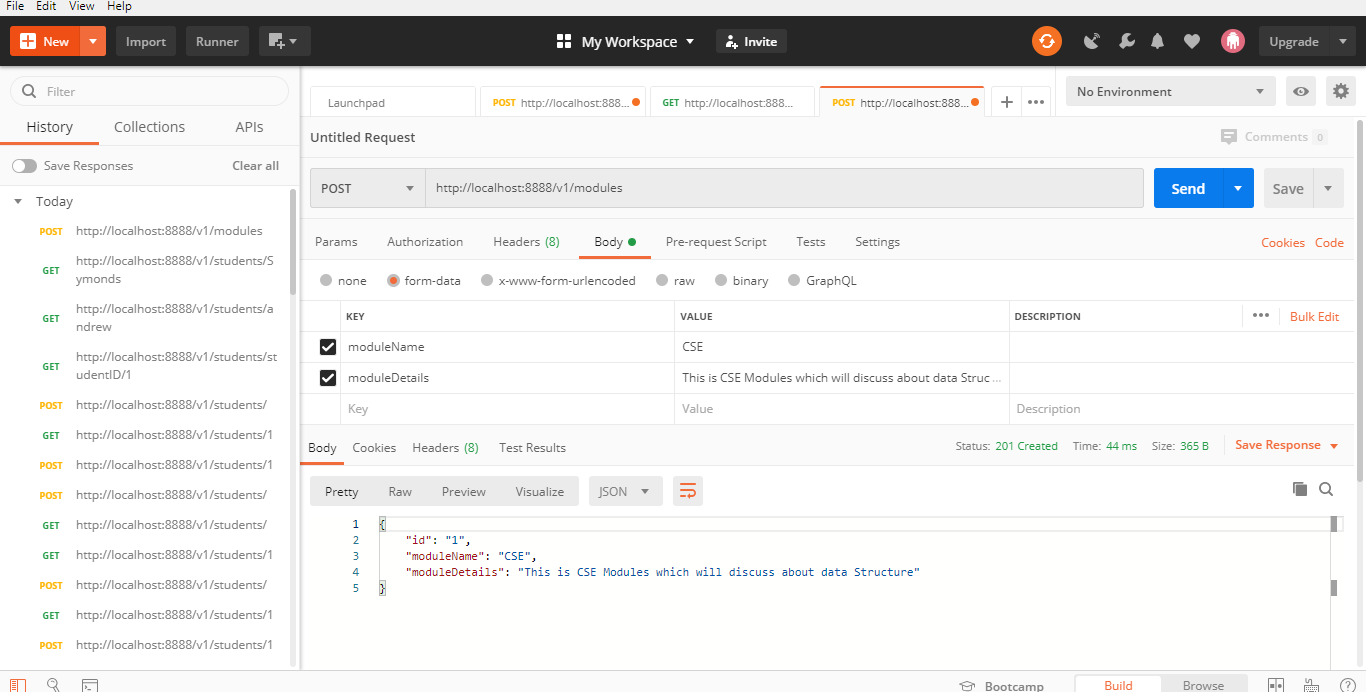 File Edit View Help
New Import Runner My Workspace Invite Upgrade
Filter
History Collections APIs
Save Responses Clear all
Today
POST http://localhost:8888/v1/modules
GET http://localhost:8888/v1/students/S
ymonds
GET http://localhost:8888/v1/students/a
ndrew
GET http://localhost:8888/v1/students/st
udentID/1
POST http://localhost:8888/v1/students/
GET http://localhost:8888/v1/students/1
POST http://localhost:8888/v1/students/1
POST http://localhost:8888/v1/students/
GET http://localhost:8888/v1/students/
GET http://localhost:8888/v1/students/1
POST http://localhost:8888/v1/students/
GET http://localhost:8888/v1/students/1
POST http://localhost:8888/v1/students/1
Launchpad POST http://localhost:888... GET http://localhost:888... POST http://localhost:888... No Environment
Untitled Request Comments 0
POST http://localhost:8888/v1/modules Send Save
Params Authorization Headers (8) Body Pre-request Script Tests Settings Cookies Code
none form-data x-www-form-urlencoded raw binary GraphQL
KEY VALUE DESCRIPTION Bulk Edit
moduleName CSE
moduleDetails This is CSE Modules which will discuss about data Struc ...
Key Value Description
Body Cookies Headers (8) Test Results Status: 201 Created Time: 44 ms Size: 365 B Save Response
Pretty Raw Preview Visualize JSON
1 {
2 "id": "1",
3 "moduleName": "CSE",
4 "moduleDetails": "This is CSE Modules which will discuss about data Structure"
5 }
Bootcamp Build Browse